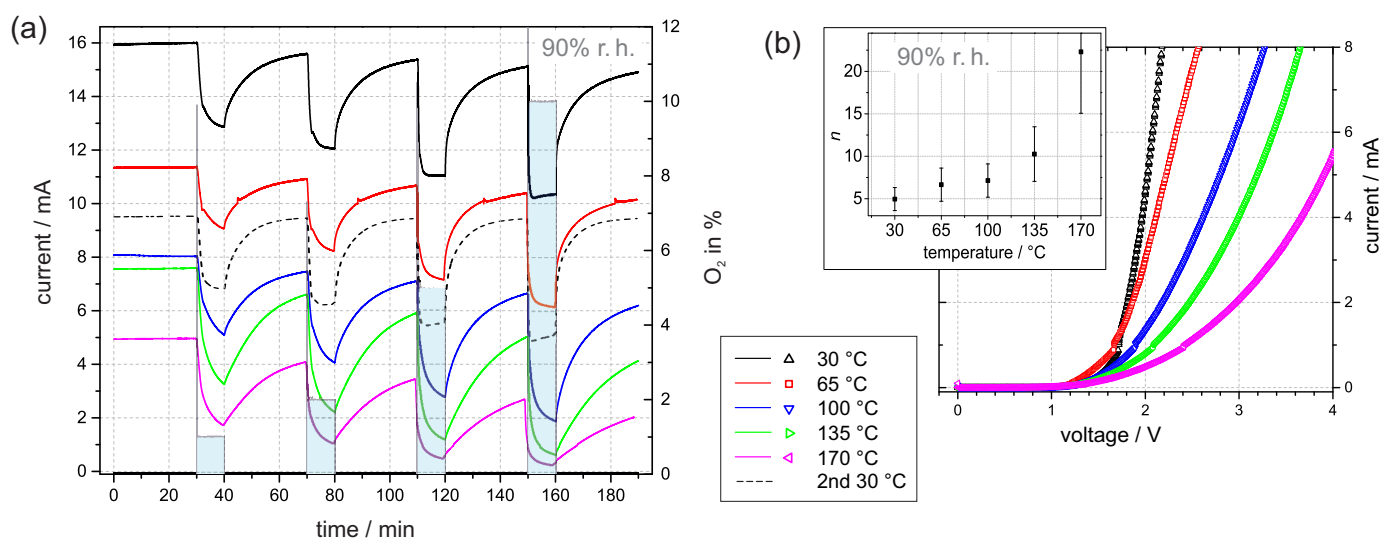 (a)
90% r. h.
16
14
12
10
8
6
4
2
0
current / mA
12
10
8
6
4
2
0
O2 in %
0 20 40 60 80 100 120 140 160 180
time / min
(b)
90% r. h.
20
15
10
5
n
30 65 100 135 170
temperature / °C
8
6
4
2
0
current / mA
0 1 2 3 4
voltage / V
30 °C
65 °C
100 °C
135 °C
170 °C
2nd 30 °C